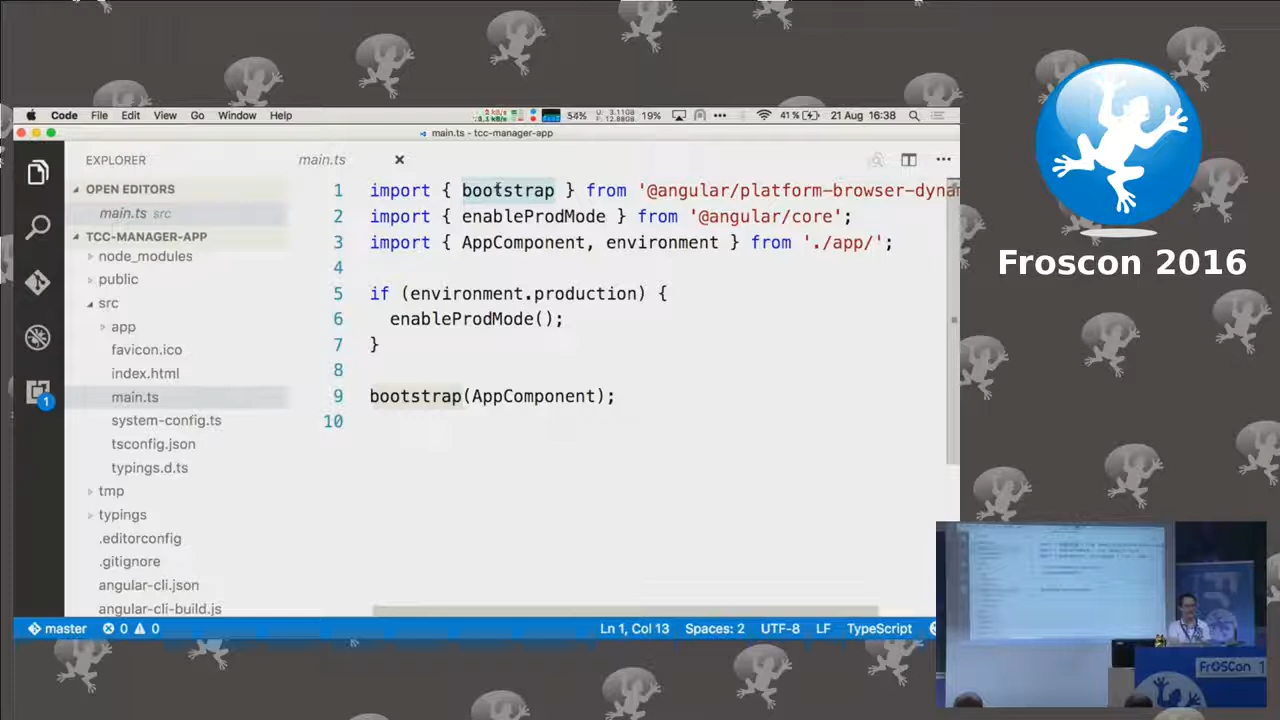 Code File Edit View Go Window Help 54% 19% 41% 21 Aug 16:38
main.ts - tcc-manager-app
EXPLORER
OPEN EDITORS
main.ts src
TCC-MANAGER-APP
node_modules
public
src
app
favicon.ico
index.html
main.ts
system-config.ts
tsconfig.json
typings.d.ts
tmp
typings
.editorconfig
.gitignore
angular-cli.json
angular-cli-build.js
main.ts
1 import { bootstrap } from '@angular/platform-browser-dynam
2 import { enableProdMode } from '@angular/core';
3 import { AppComponent, environment } from './app/';
4
5 if (environment.production) {
6 enableProdMode();
7 }
8
9 bootstrap(AppComponent);
10
1
master 0 0 Ln 1, Col 13 Spaces: 2 UTF-8 LF TypeScript
Froscon 2016
FrOSCon 1